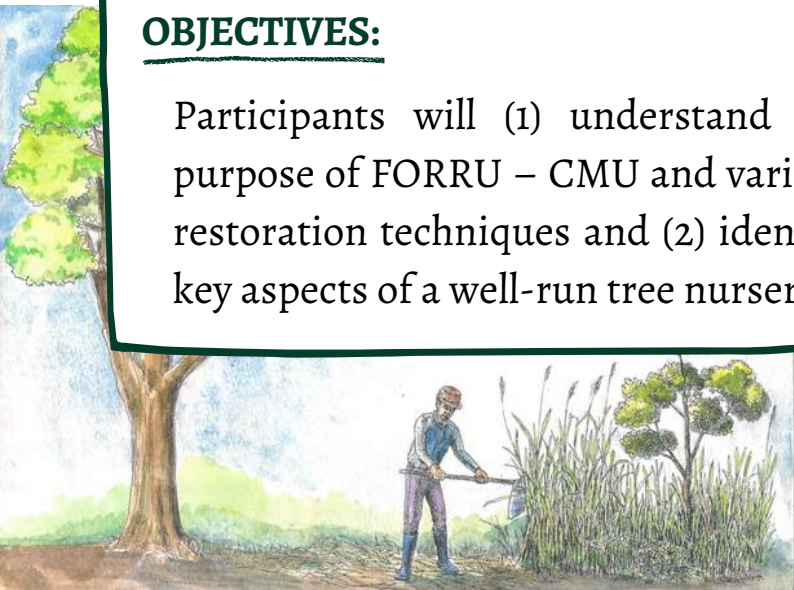 OBJECTIVES:
Participants will (1) understand
purpose of FORRU – CMU and vari
restoration techniques and (2) iden
key aspects of a well-run tree nurser